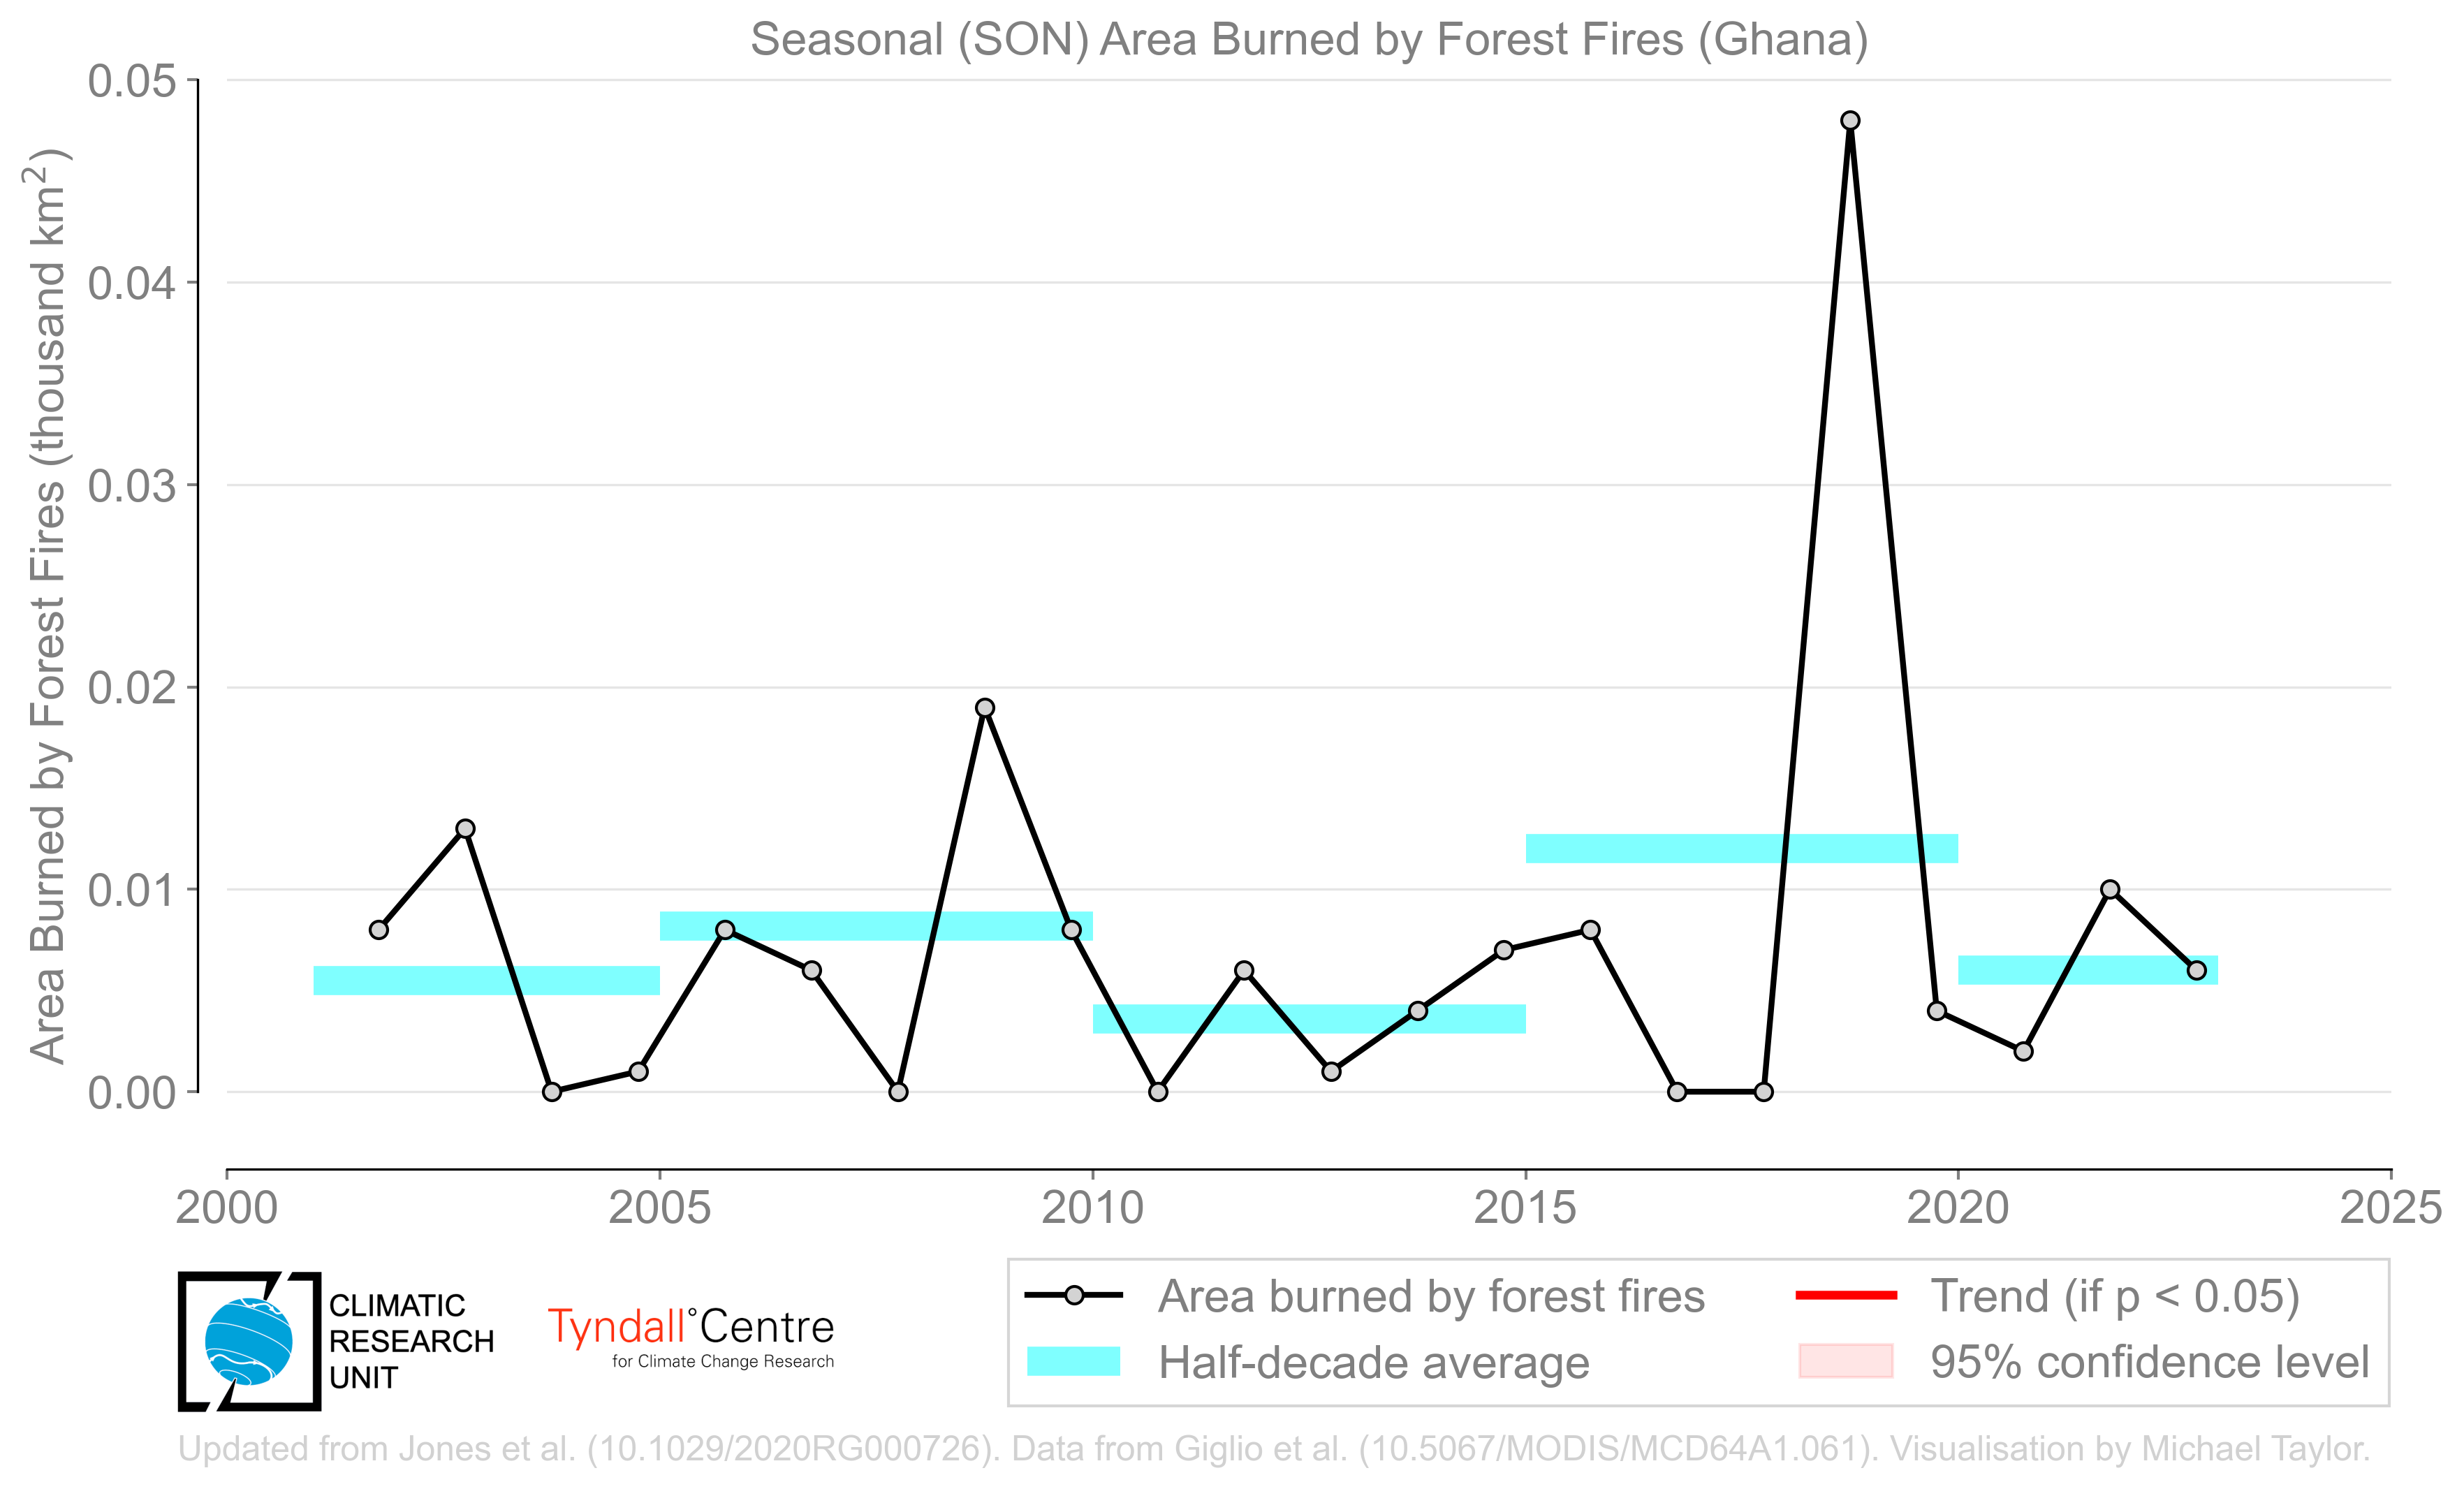 Seasonal (SON) Area Burned by Forest Fires (Ghana)
Area Burned by Forest Fires (thousand km²)
0.05
0.04
0.03
0.02
0.01
0.00
2000 2005 2010 2015 2020 2025
CLIMATIC
RESEARCH
UNIT
Tyndall°Centre
for Climate Change Research
Area burned by forest fires
Half-decade average
Trend (if p < 0.05)
95% confidence level
Updated from Jones et al. (10.1029/2020RG000726). Data from Giglio et al. (10.5067/MODIS/MCD64A1.061). Visualisation by Michael Taylor.